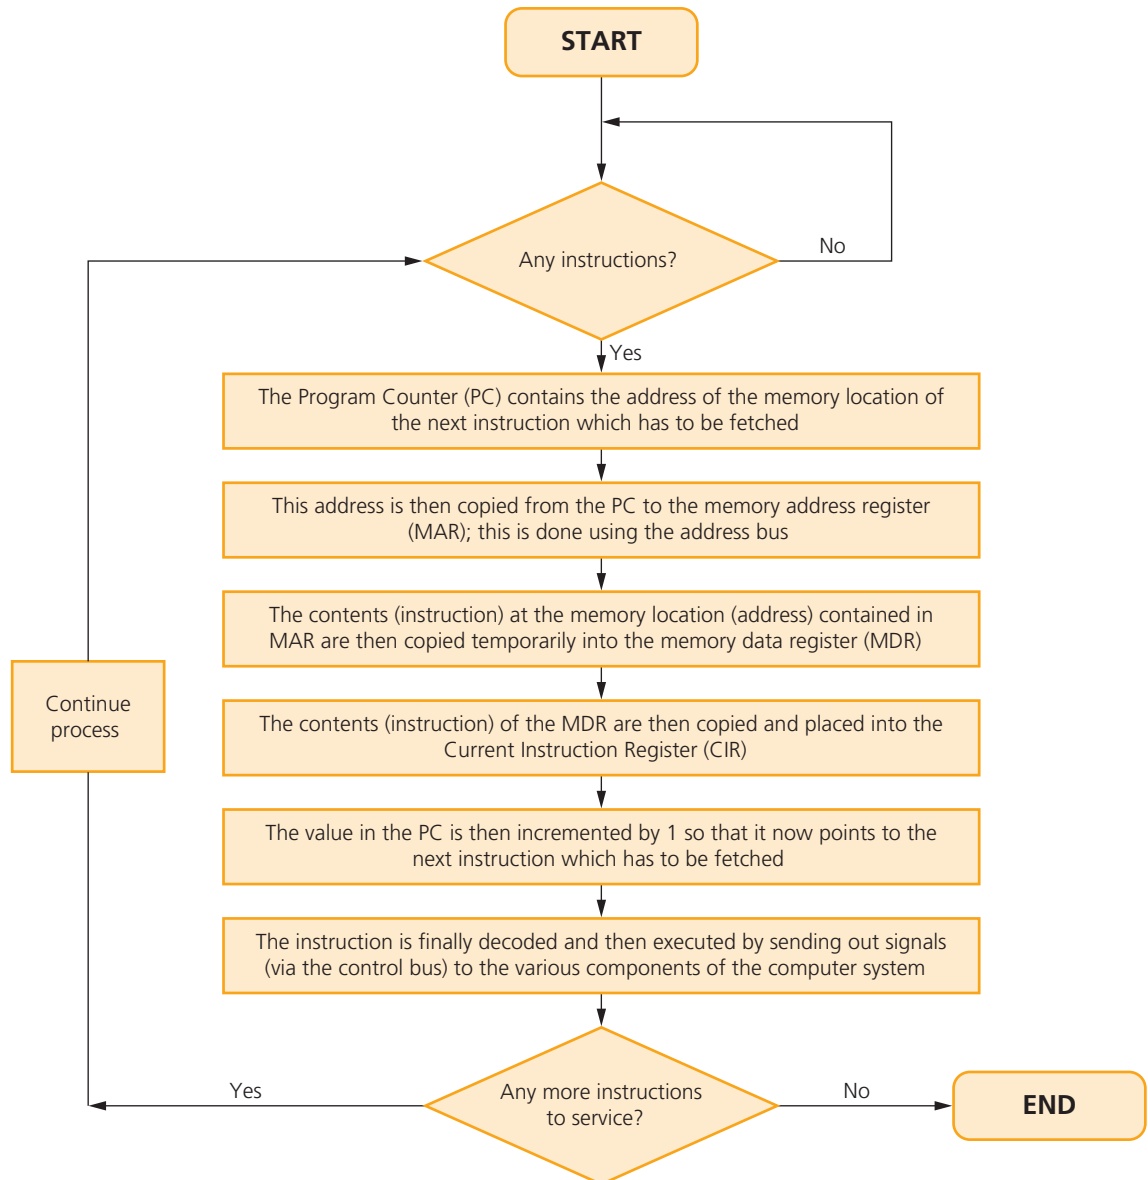 START
Any instructions?
No
Yes
The Program Counter (PC) contains the address of the memory location of
the next instruction which has to be fetched
This address is then copied from the PC to the memory address register
(MAR); this is done using the address bus
The contents (instruction) at the memory location (address) contained in
MAR are then copied temporarily into the memory data register (MDR)
Continue
process
The contents (instruction) of the MDR are then copied and placed into the
Current Instruction Register (CIR)
The value in the PC is then incremented by 1 so that it now points to the
next instruction which has to be fetched
The instruction is finally decoded and then executed by sending out signals
(via the control bus) to the various components of the computer system
Yes
Any more instructions
to service?
No
END